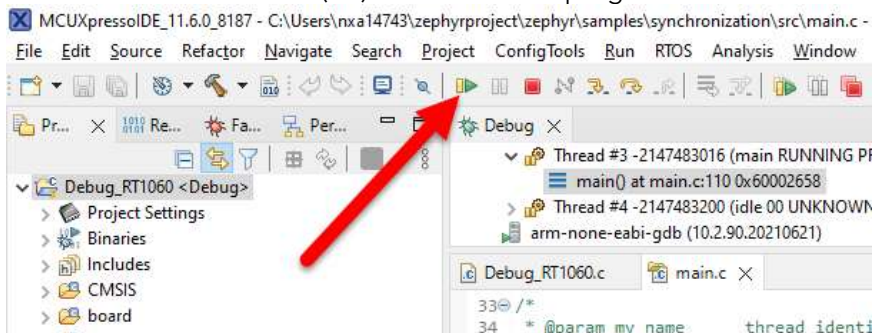 MCUXpressoIDE_11.6.0_8187 - C:\Users\nxa14743\zephyrproject\zephyr\samples\synchronization\src\main.c -
File Edit Source Refactor Navigate Search Project ConfigTools Run RTOS Analysis Window
Pr... Re... Fa... Per... Debug
Thread #3 -2147483016 (main RUNNING PR
main() at main.c:110 0x60002658
Debug_RT1060 <Debug>
Thread #4 -2147483200 (idle 00 UNKNOWN
Project Settings
arm-none-eabi-gdb (10.2.90.20210621)
Binaries
Includes
Debug_RT1060.c main.c
CMSIS
33 /*
board
34 * @param my_name thread identi